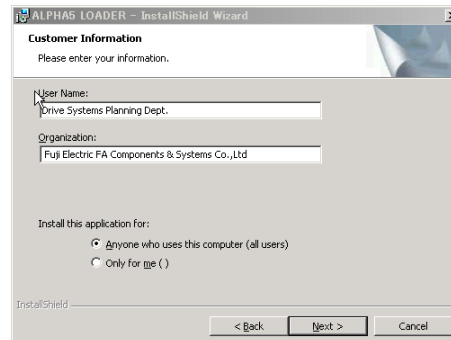 ALPHA5 LOADER - InstallShield Wizard
Customer Information
Please enter your information.
User Name:
Drive Systems Planning Dept.
Organization:
Fuji Electric FA Components & Systems Co.,Ltd
Install this application for:
Anyone who uses this computer (all users)
Only for me ( )
InstallShield
< Back
Next >
Cancel